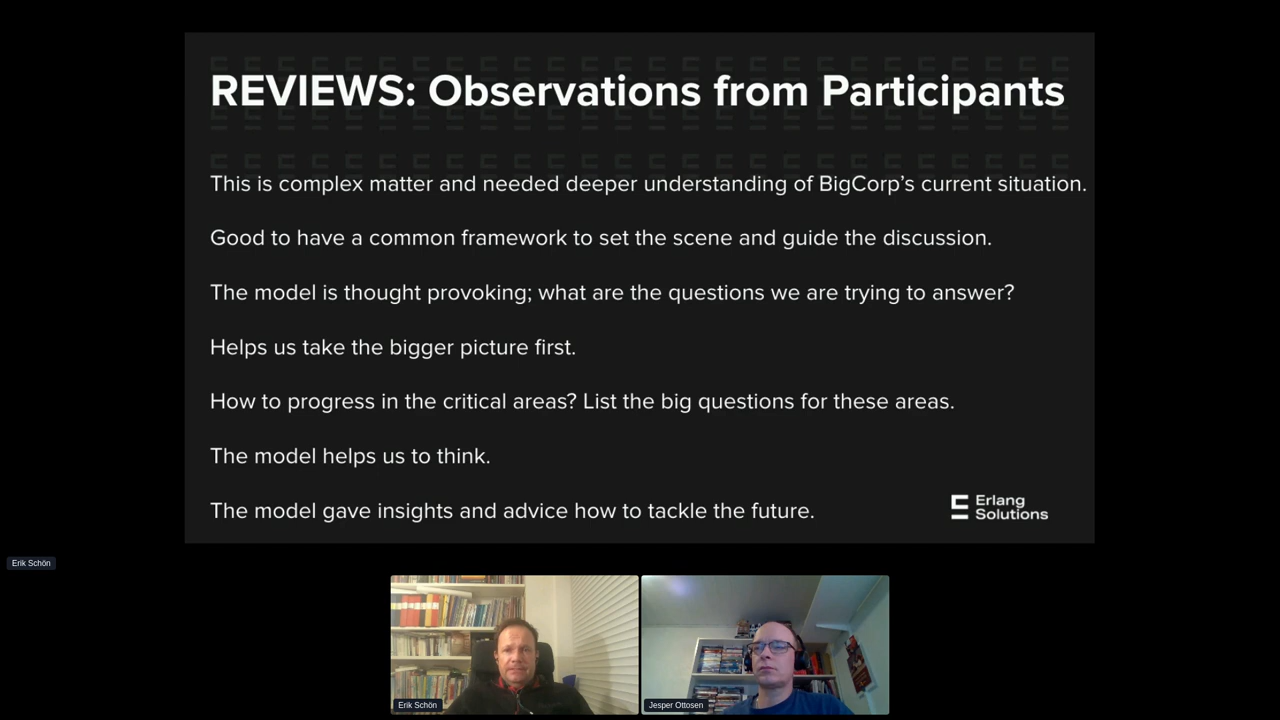 REVIEWS: Observations from Participants
This is complex matter and needed deeper understanding of BigCorp’s current situation.
Good to have a common framework to set the scene and guide the discussion.
The model is thought provoking; what are the questions we are trying to answer?
Helps us take the bigger picture first.
How to progress in the critical areas? List the big questions for these areas.
The model helps us to think.
The model gave insights and advice how to tackle the future.
Erlang
Solutions
Erik Schön
Erik Schön
Jesper Ottosen